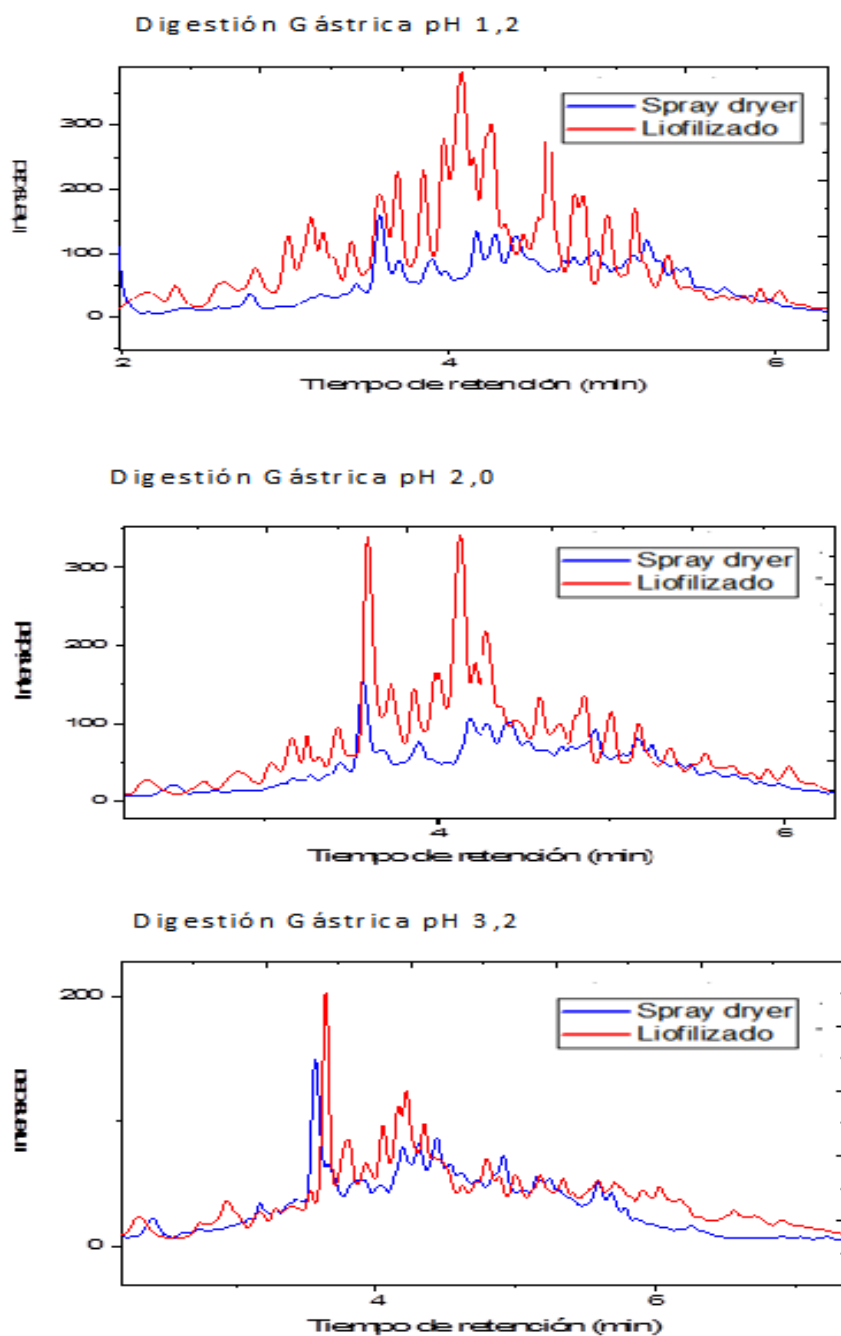 Digestión Gástrica pH 1,2
Spray dryer
Liofilizado
300
200
100
0
Intensidad
2
4
6
Tiempo de retención (min)
Digestión Gástrica pH 2,0
Spray dryer
Liofilizado
300
200
100
0
Intensidad
4
6
Tiempo de retención (min)
Digestión Gástrica pH 3,2
Spray dryer
Liofilizado
200
0
Intensidad
4
6
Tiempo de retención (min)